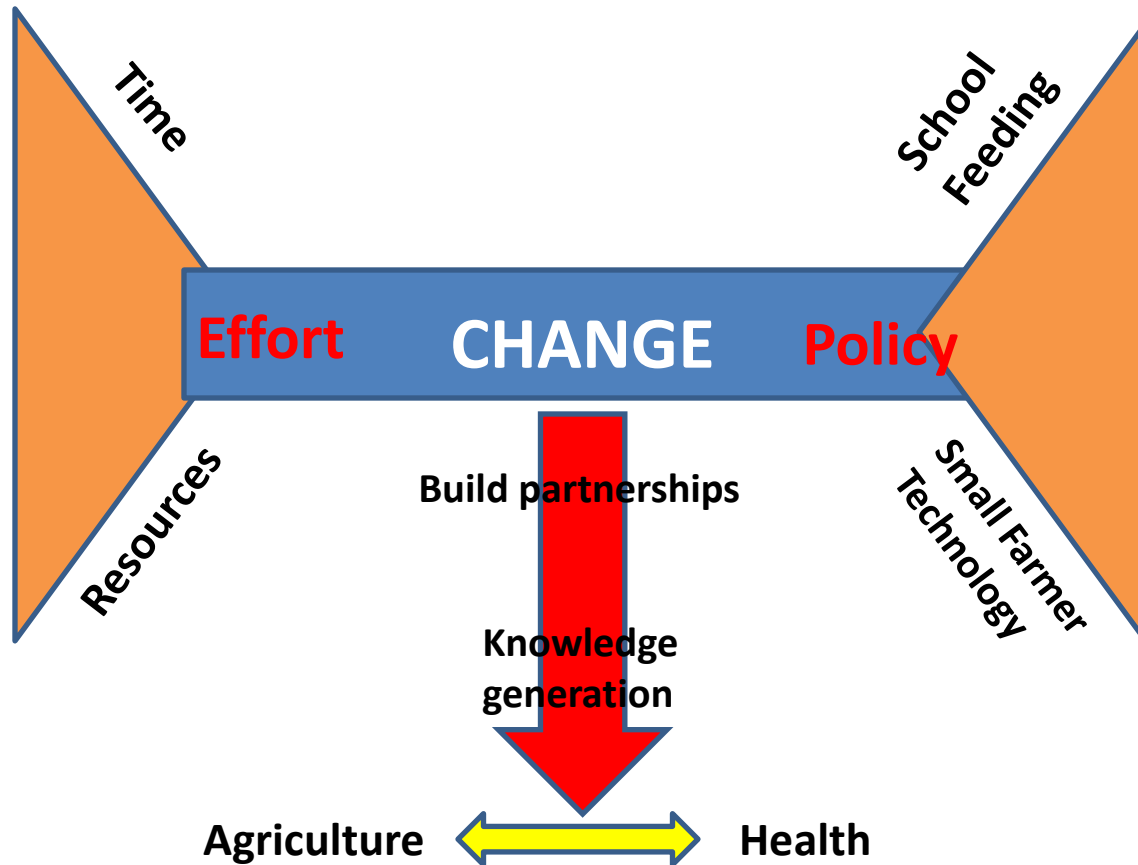 Time
School
Feeding
Effort
CHANGE
Policy
Resources
Small Farmer
Technology
Build partnerships
Knowledge
generation
Agriculture
Health